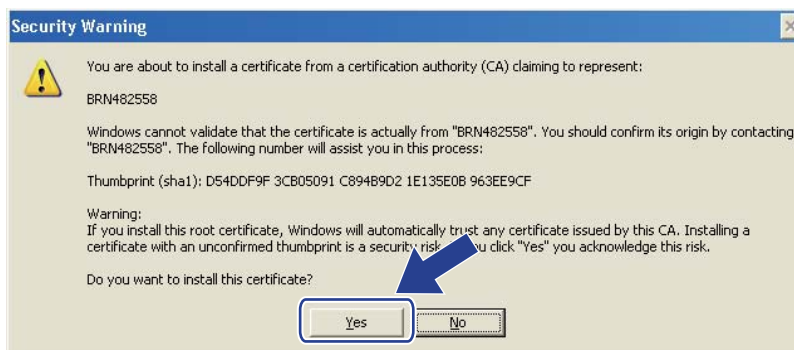 Security Warning
You are about to install a certificate from a certification authority (CA) claiming to represent:
BRN482558
Windows cannot validate that the certificate is actually from "BRN482558". You should confirm its origin by contacting
"BRN482558". The following number will assist you in this process:
Thumbprint (sha1): D54DDF9F 3CB05091 C894B9D2 1E135E0B 963EE9CF
Warning:
If you install this root certificate, Windows will automatically trust any certificate issued by this CA. Installing a
certificate with an unconfirmed thumbprint is a security risk. click "Yes" you acknowledge this risk.
Do you want to install this certificate?
Yes No